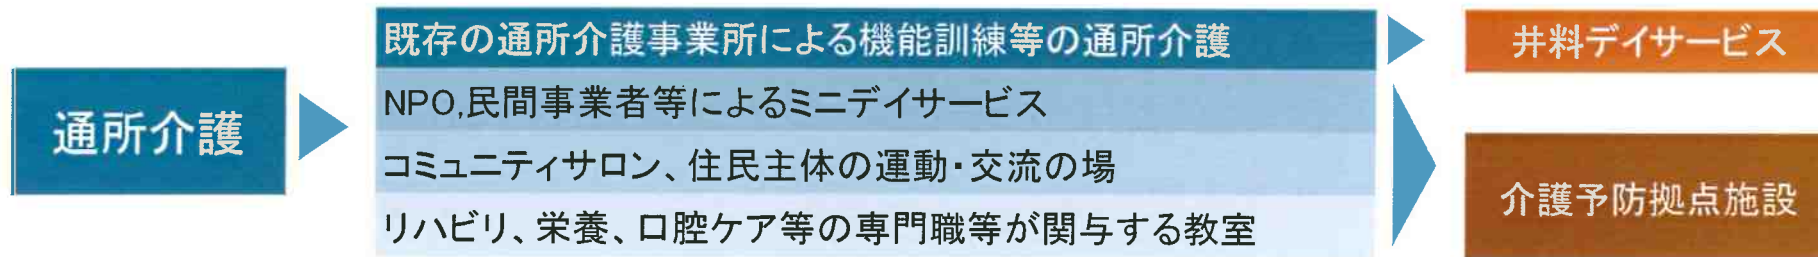 通所介護
既存の通所介護事業所による機能訓練等の通所介護
NPO,民間事業者等によるミニデイサービス
コミュニティサロン、住民主体の運動・交流の場
リハビリ、栄養、口腔ケア等の専門職等が関与する教室
井料デイサービス
介護予防拠点施設